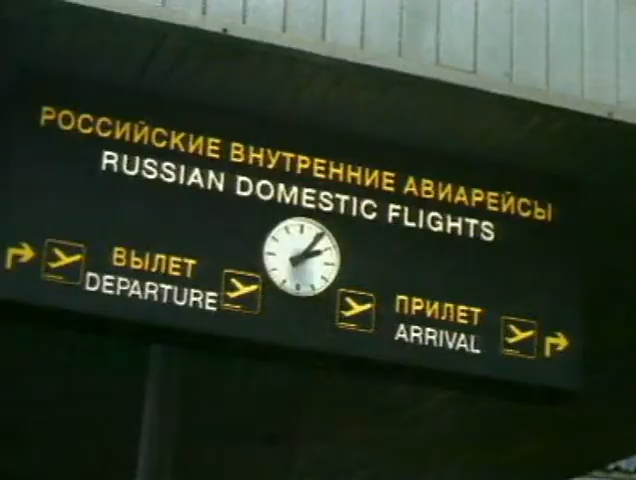 РОССИЙСКИЕ ВНУТРЕННИЕ АВИАРЕЙСЫ
RUSSIAN DOMESTIC FLIGHTS
ВЫЛЕТ
DEPARTURE
ПРИЛЕТ
ARRIVAL